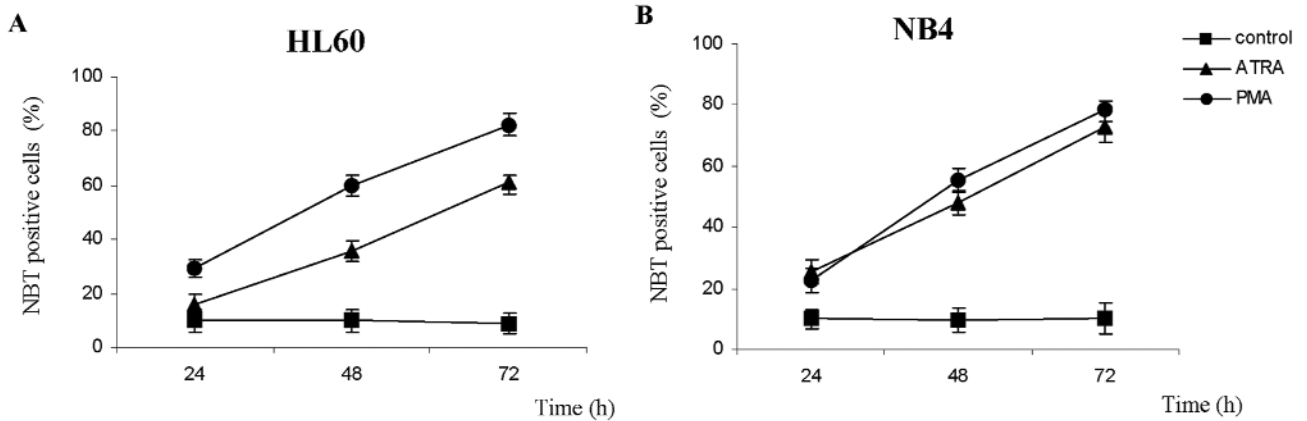 A
HL60
NBT positive cells (%)
100
80
60
40
20
0
24 48 72
Time (h)
B
NB4
NBT positive cells (%)
100
80
60
40
20
0
24 48 72
Time (h)
control
ATRA
PMA